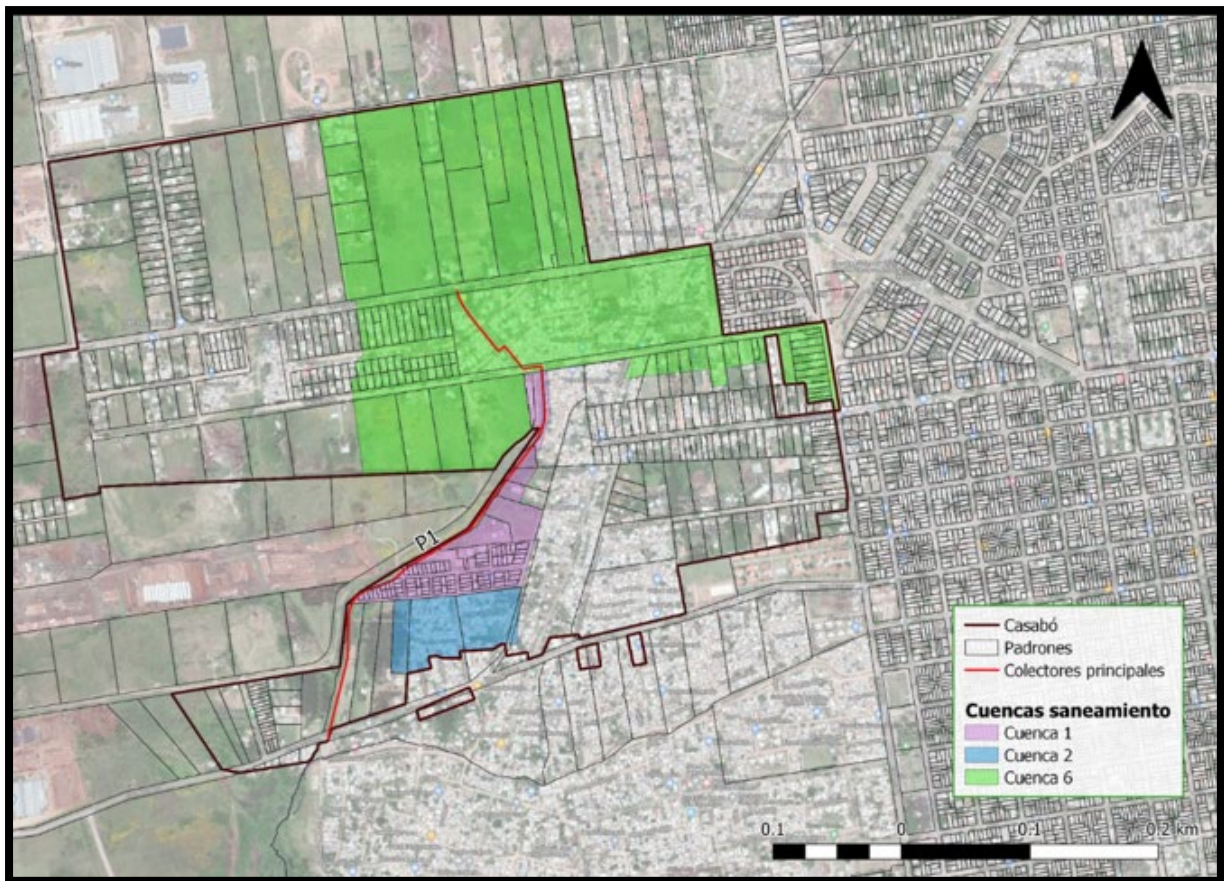 P1
Casabó
Padrones
Colectores principales
Cuencas saneamiento
Cuenca 1
Cuenca 2
Cuenca 6
0.1 0. 0.1 0.2 km